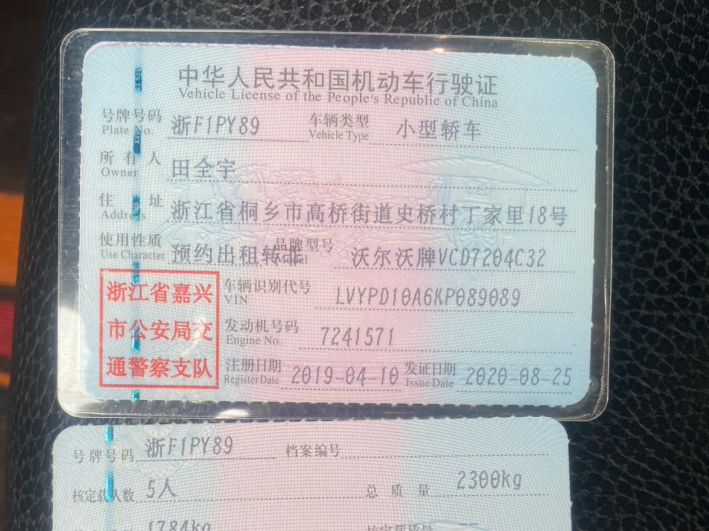 中华人民共和国机动车行驶证
Vehicle License of the People's Republic of China
号牌号码 Plate No. 浙F1PY89 车辆类型 Vehicle Type 小型轿车
所有人 Owner 田全宇
住址 Address 浙江省桐乡市高桥街道史桥村丁家里18号
使用性质 Use Character 预约出租转非 品牌型号 Model 沃尔沃牌VCD7204C32
浙江省嘉兴市公安局交通警察支队
车辆识别代号 VIN LVYPD10A6KP089089
发动机号码 Engine No. 7241571
注册日期 Register Date 2019-04-10 发证日期 Issue Date 2020-08-25
号牌号码 浙F1PY89 档案编号
核定载人数 5人 总质量 2300kg
1784kg